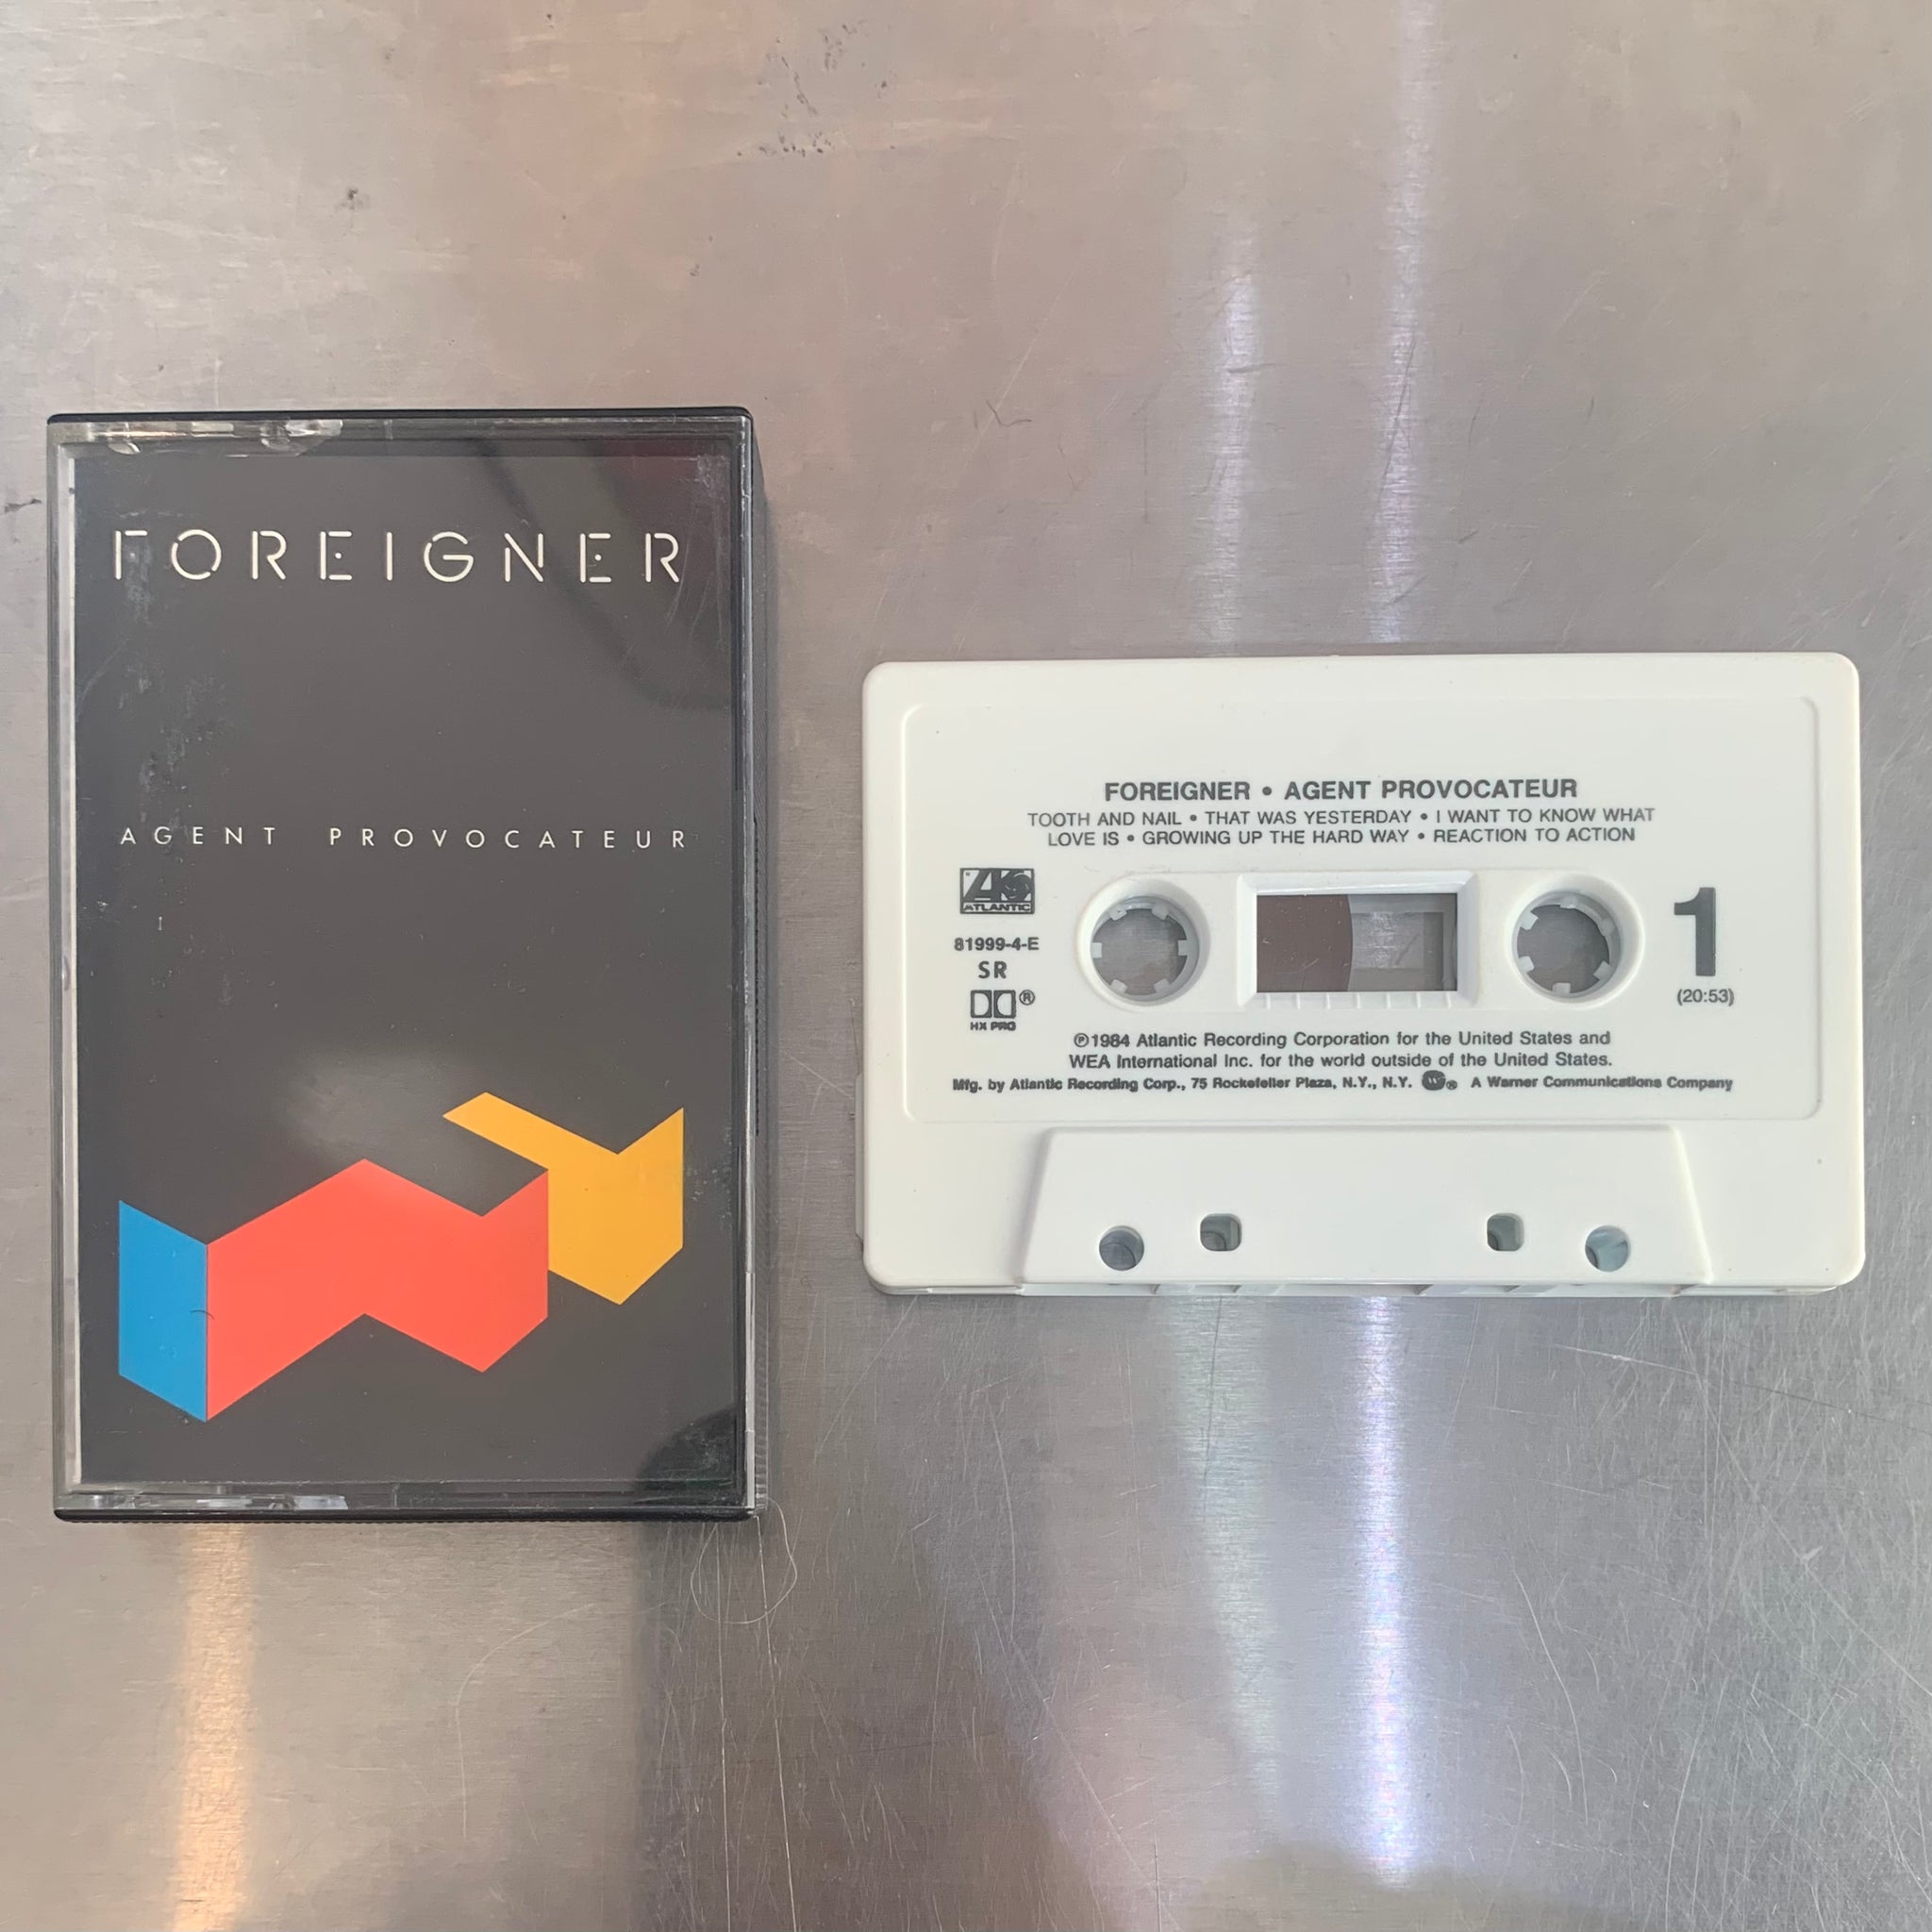 FOREIGNER
AGENT PROVOCATEUR
FOREIGNER • AGENT PROVOCATEUR
TOOTH AND NAIL • THAT WAS YESTERDAY • I WANT TO KNOW WHAT
LOVE IS • GROWING UP THE HARD WAY • REACTION TO ACTION
ATLANTIC
81999-4-E
SR
®
HX PRO
1
(20:53)
℗1984 Atlantic Recording Corporation for the United States and
WEA International Inc. for the world outside of the United States.
Mfg. by Atlantic Recording Corp., 75 Rockefeller Plaza, N.Y., N.Y. ® A Warner Communications Company